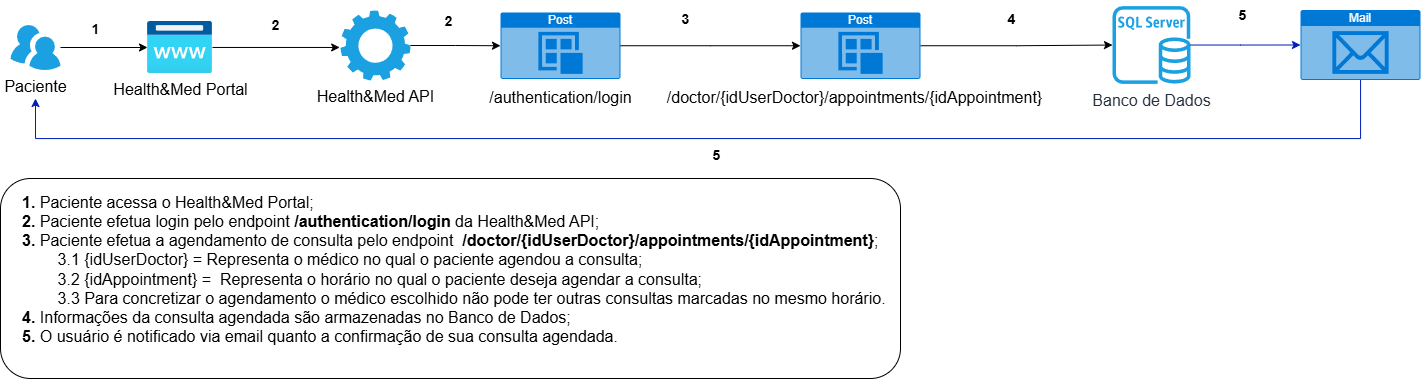 1
2
2
3
4
5
Post
Post
SQL Server
Mail
www
Paciente
Health&Med Portal
Health&Med API
/authentication/login
/doctor/{idUserDoctor}/appointments/{idAppointment}
Banco de Dados
5
1. Paciente acessa o Health&Med Portal;
2. Paciente efetua login pelo endpoint /authentication/login da Health&Med API;
3. Paciente efetua a agendamento de consulta pelo endpoint /doctor/{idUserDoctor}/appointments/{idAppointment};
3.1 {idUserDoctor} = Representa o médico no qual o paciente agendou a consulta;
3.2 {idAppointment} = Representa o horário no qual o paciente deseja agendar a consulta;
3.3 Para concretizar o agendamento o médico escolhido não pode ter outras consultas marcadas no mesmo horário.
4. Informações da consulta agendada são armazenadas no Banco de Dados;
5. O usuário é notificado via email quanto a confirmação de sua consulta agendada.